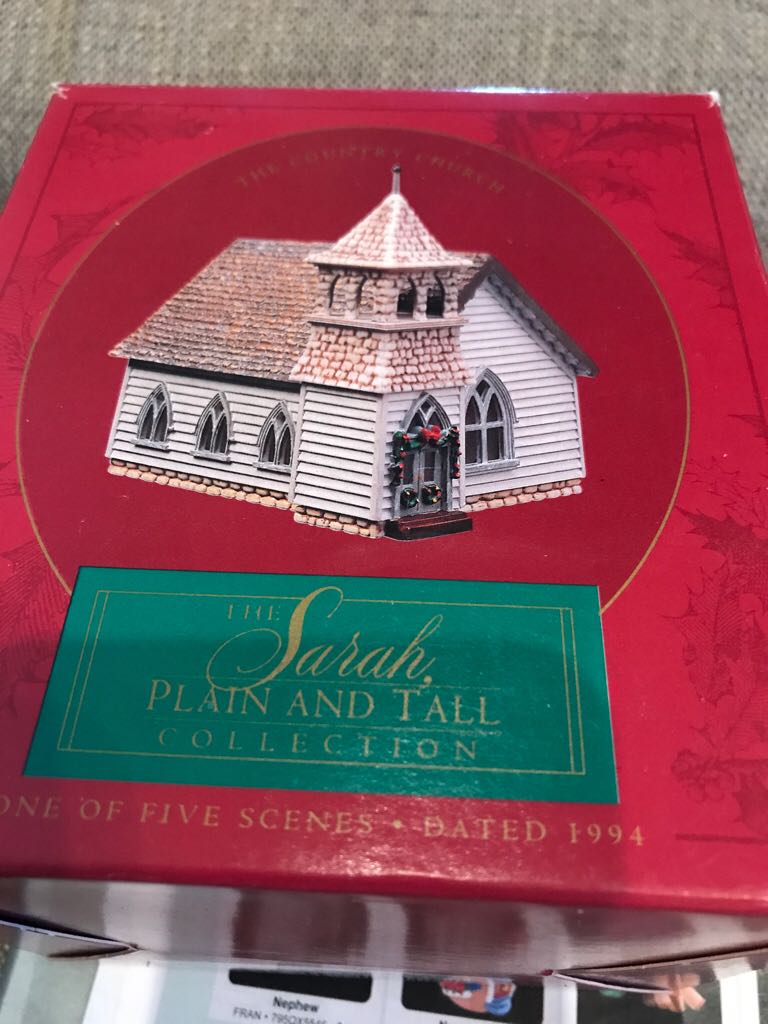 THE COUNTRY CHURCH
THE Sarah,
PLAIN AND TALL
COLLECTION
ONE OF FIVE SCENES • DATED 1994
Nephew